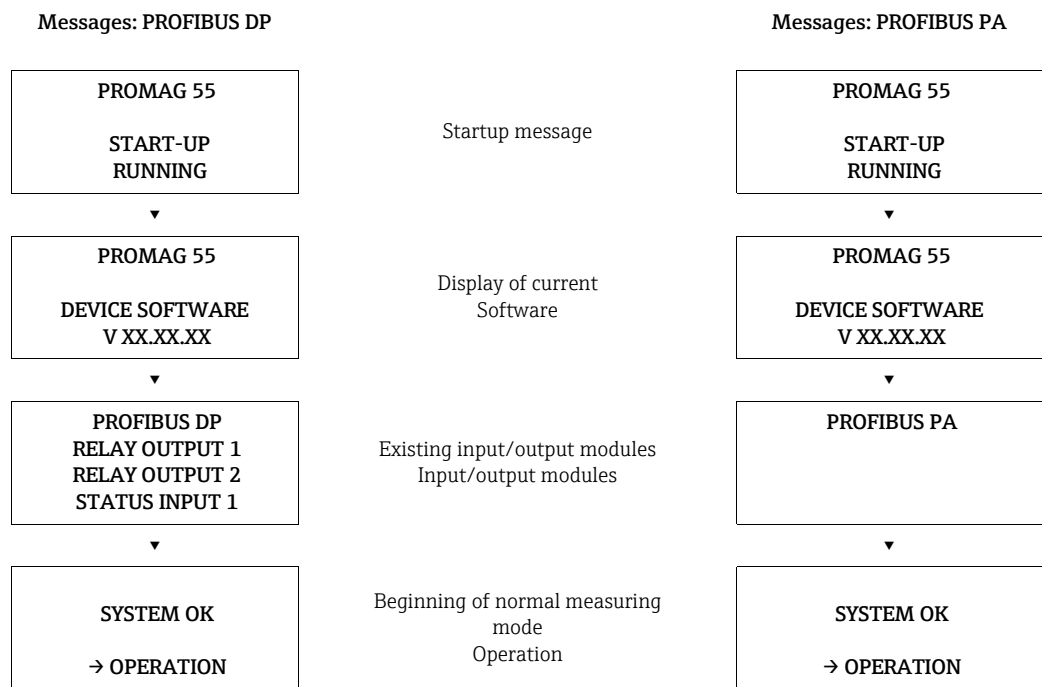 Messages: PROFIBUS DP
Messages: PROFIBUS PA
PROMAG 55
START-UP
RUNNING
Startup message
PROMAG 55
START-UP
RUNNING
▼
▼
PROMAG 55
DEVICE SOFTWARE
V XX.XX.XX
Display of current
Software
PROMAG 55
DEVICE SOFTWARE
V XX.XX.XX
▼
▼
PROFIBUS DP
RELAY OUTPUT 1
RELAY OUTPUT 2
STATUS INPUT 1
Existing input/output modules
Input/output modules
PROFIBUS PA
▼
▼
SYSTEM OK
→ OPERATION
Beginning of normal measuring
mode
Operation
SYSTEM OK
→ OPERATION